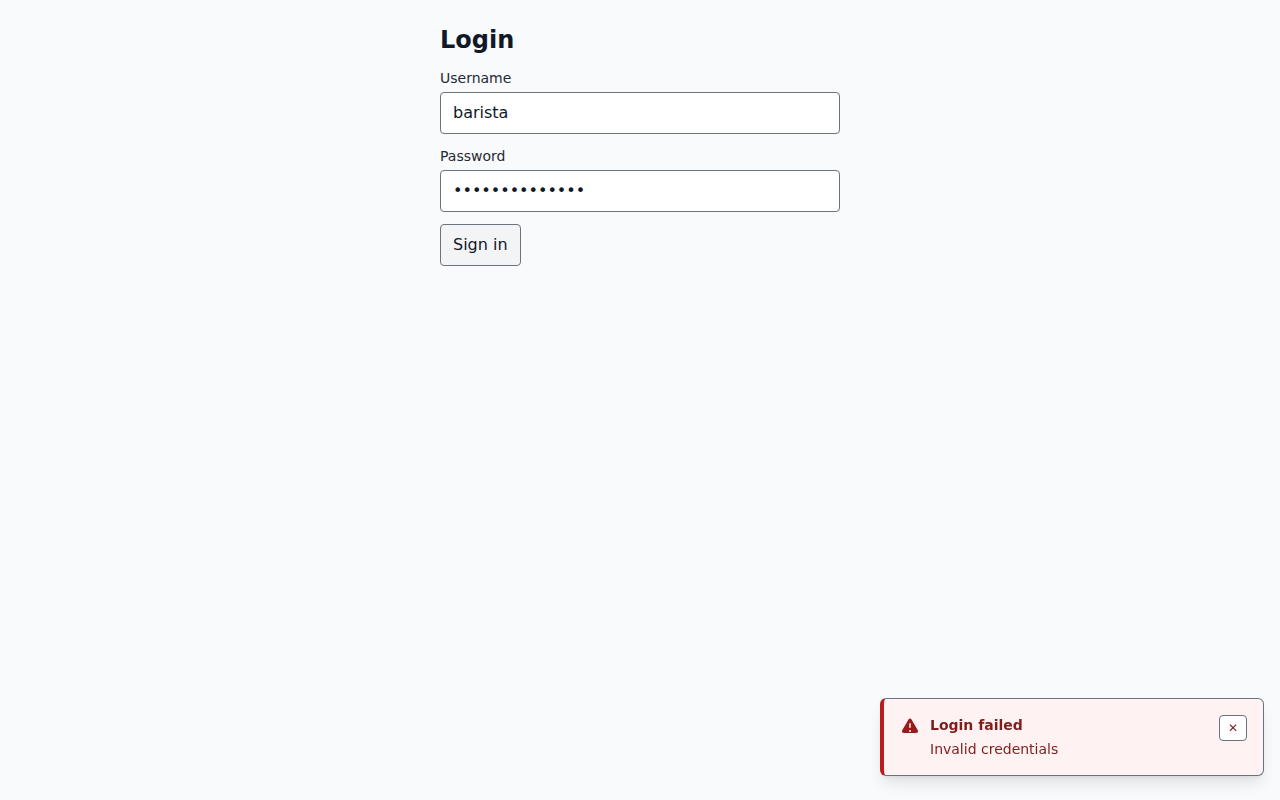 Login
Username
barista
Password
••••••••••••••
Sign in
Login failed
Invalid credentials
✕